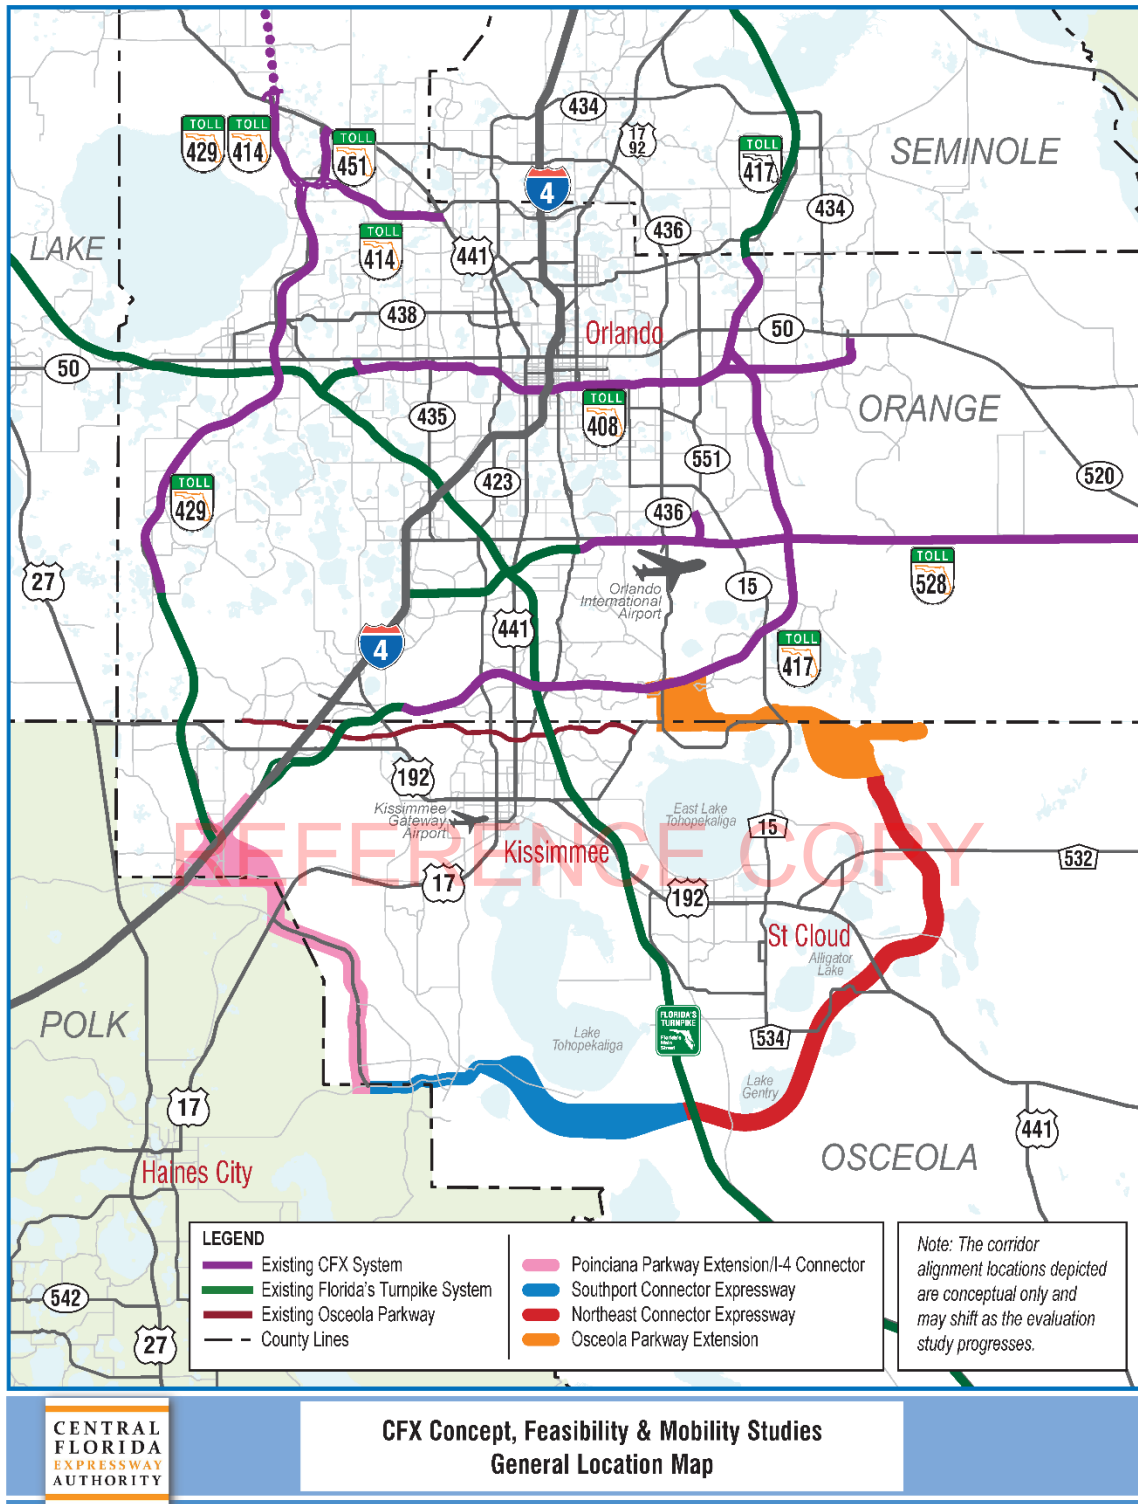 434
17
92
SEMINOLE
TOLL
429
TOLL
414
TOLL
451
TOLL
417
4
434
LAKE
TOLL
414
441
436
438
Orlando
50
50
ORANGE
435
TOLL
408
551
423
520
TOLL
429
436
27
Orlando
International
Airport
15
TOLL
528
441
4
TOLL
417
192
Kissimmee
Gateway
Airport
East Lake
Tohopekaliga
15
REFERENCE COPY
Kissimmee
532
17
192
St Cloud
Alligator
Lake
POLK
FLORIDA'S
TURNPIKE
Lake
Tohopekaliga
534
Lake
Gentry
17
441
OSCEOLA
Haines City
542
27
LEGEND
Existing CFX System
Existing Florida's Turnpike System
Existing Osceola Parkway
County Lines
Poinciana Parkway Extension/I-4 Connector
Southport Connector Expressway
Northeast Connector Expressway
Osceola Parkway Extension
Note: The corridor
alignment locations depicted
are conceptual only and
may shift as the evaluation
study progresses.
CENTRAL
FLORIDA
EXPRESSWAY
AUTHORITY
CFX Concept, Feasibility & Mobility Studies
General Location Map